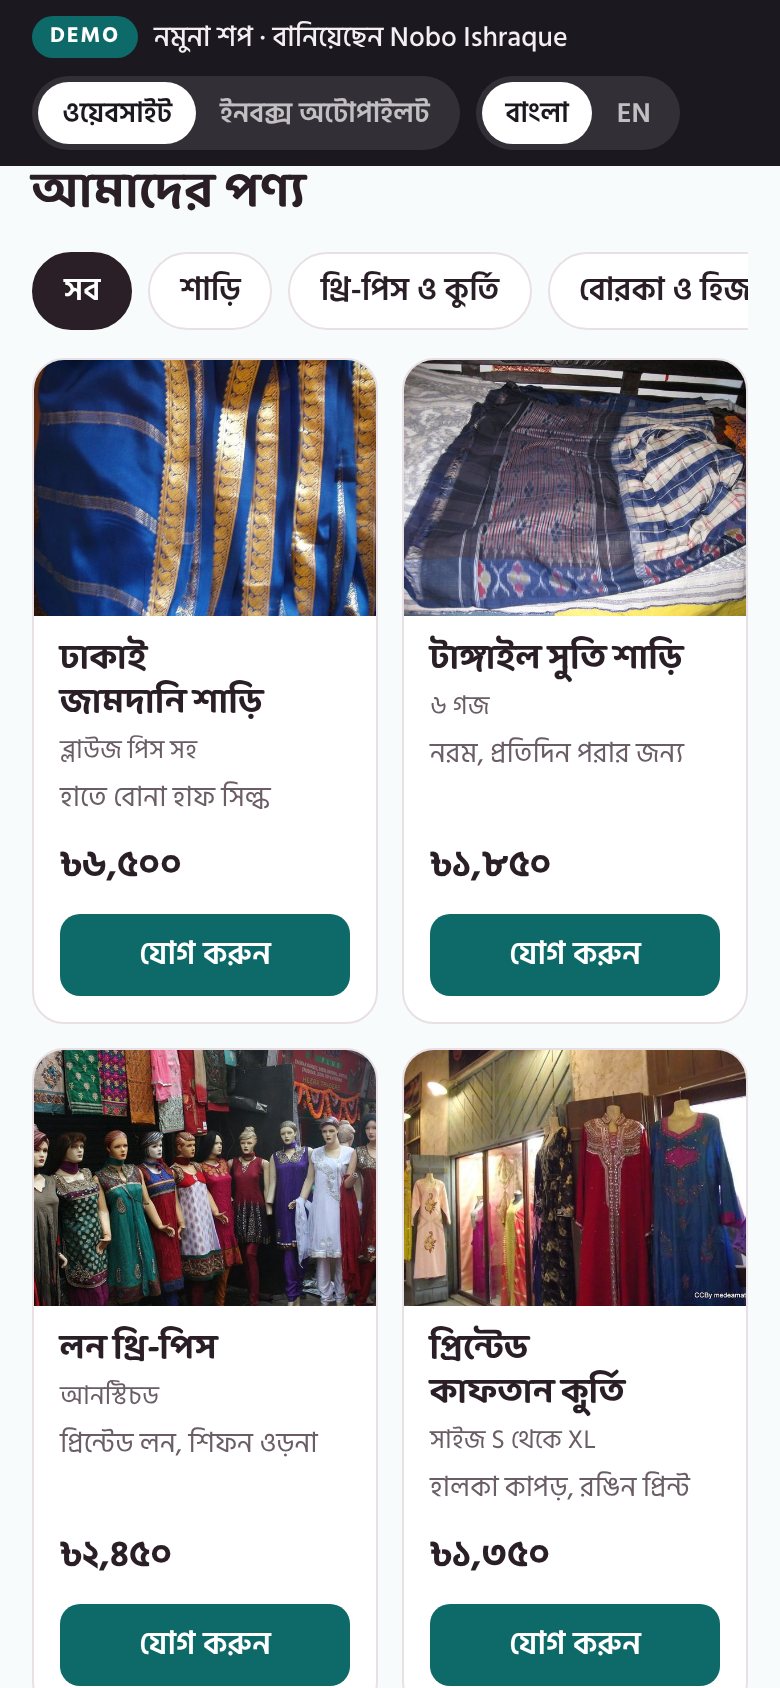 DEMO নমুনা শপ · বানিয়েছেন Nobo Ishraque
ওয়েবসাইট ইনবক্স অটোপাইলট বাংলা EN
আমাদের পণ্য
সব শাড়ি থ্রি-পিস ও কুর্তি বোরকা ও হিজ
ঢাকাই
জামদানি শাড়ি
ব্লাউজ পিস সহ
হাতে বোনা হাফ সিল্ক
৳৬,৫০০
যোগ করুন
টাঙ্গাইল সুতি শাড়ি
৬ গজ
নরম, প্রতিদিন পরার জন্য
৳১,৮৫০
যোগ করুন
লন থ্রি-পিস
আনস্টিচড
প্রিন্টেড লন, শিফন ওড়না
৳২,৪৫০
যোগ করুন
CCBy medeamat
প্রিন্টেড
কাফতান কুর্তি
সাইজ S থেকে XL
হালকা কাপড়, রঙিন প্রিন্ট
৳১,৩৫০
যোগ করুন